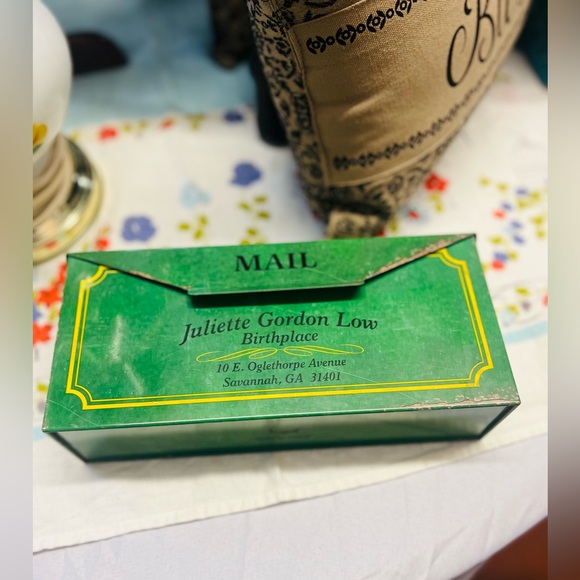 MAIL
Juliette Gordon Low
Birthplace
10 E. Oglethorpe Avenue
Savannah, GA 31401